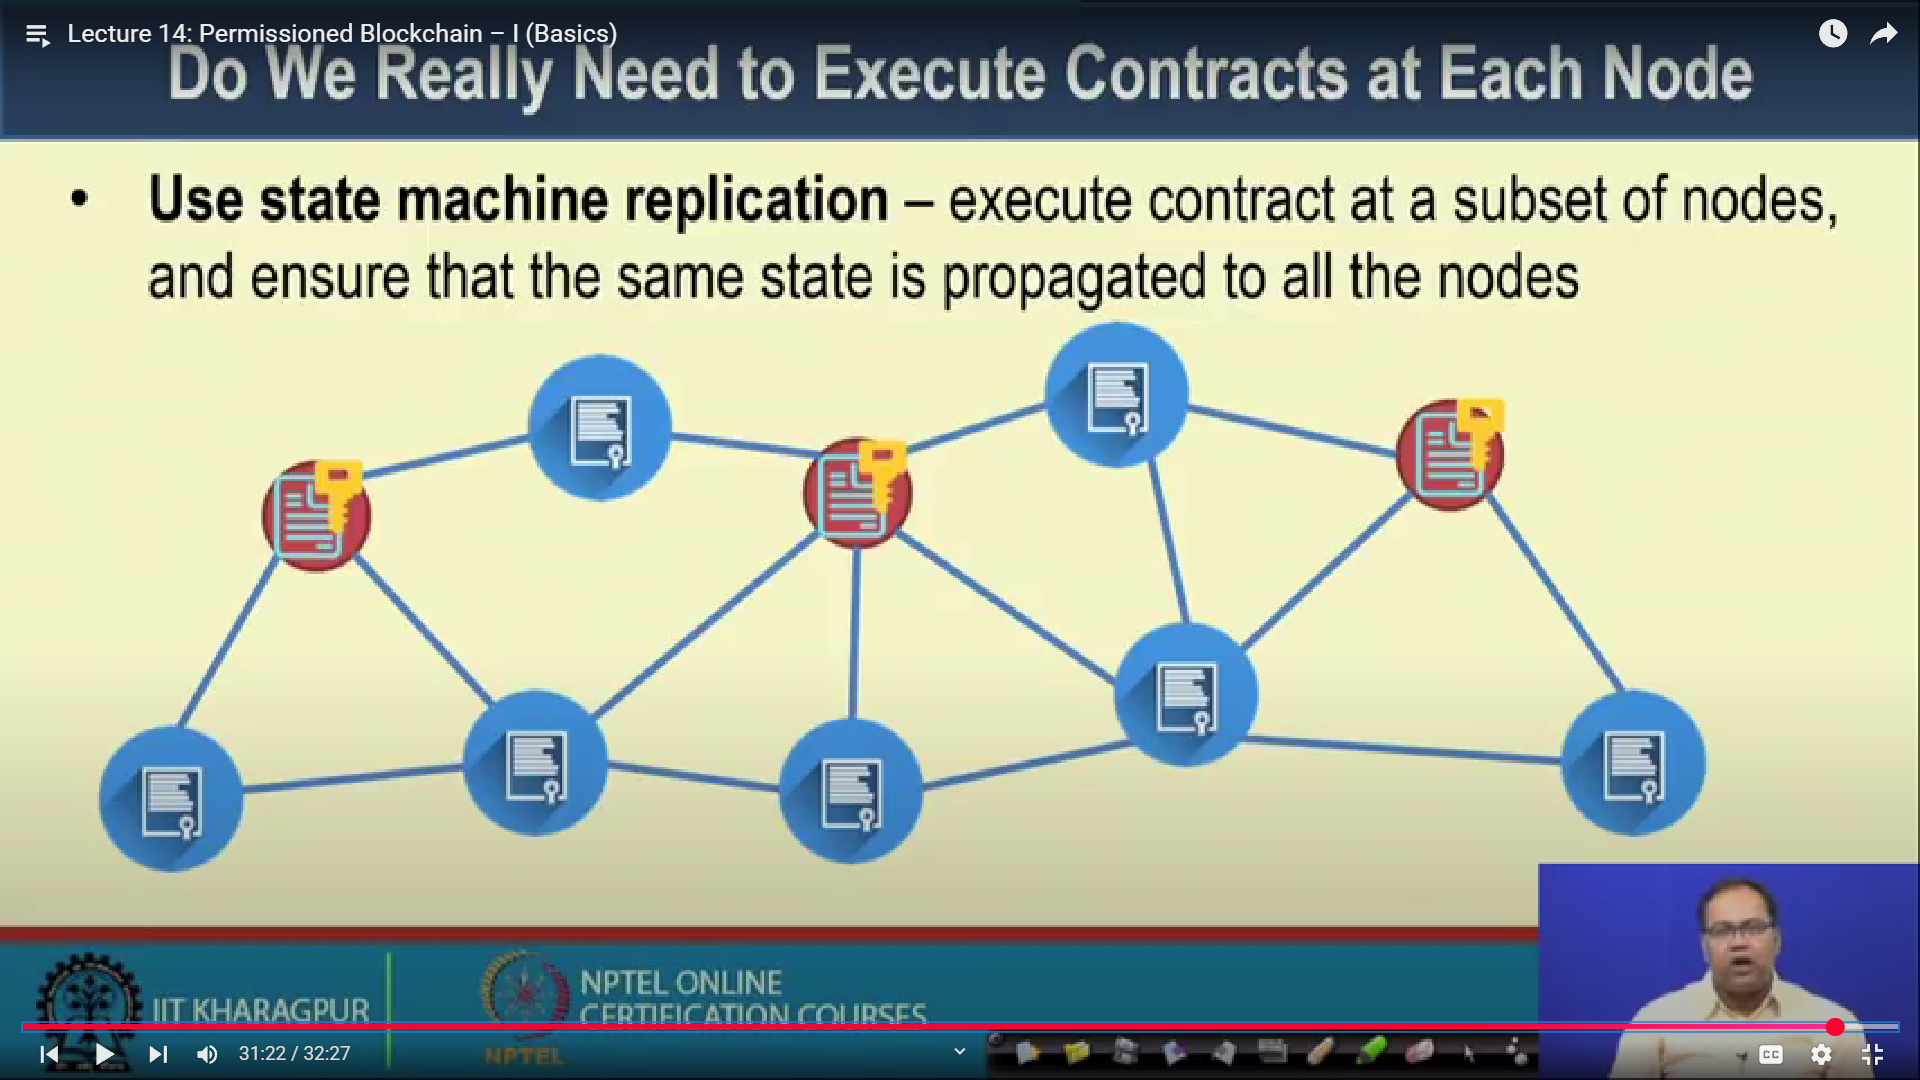 Lecture 14: Permissioned Blockchain – I (Basics)
Do We Really Need to Execute Contracts at Each Node
• Use state machine replication – execute contract at a subset of nodes,
and ensure that the same state is propagated to all the nodes
IIT KHARAGPUR
NPTEL
NPTEL ONLINE
CERTIFICATION COURSES
31:22 / 32:27
CC